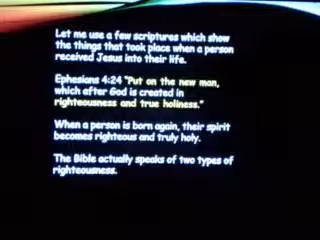 Let me use a few scriptures which show
the things that took place when a person
received Jesus into their life.
Ephesians 4:24 "Put on the new man,
which after God is created in
righteousness and true holiness."
When a person is born again, their spirit
becomes righteous and truly holy.
The Bible actually speaks of two types of
righteousness.